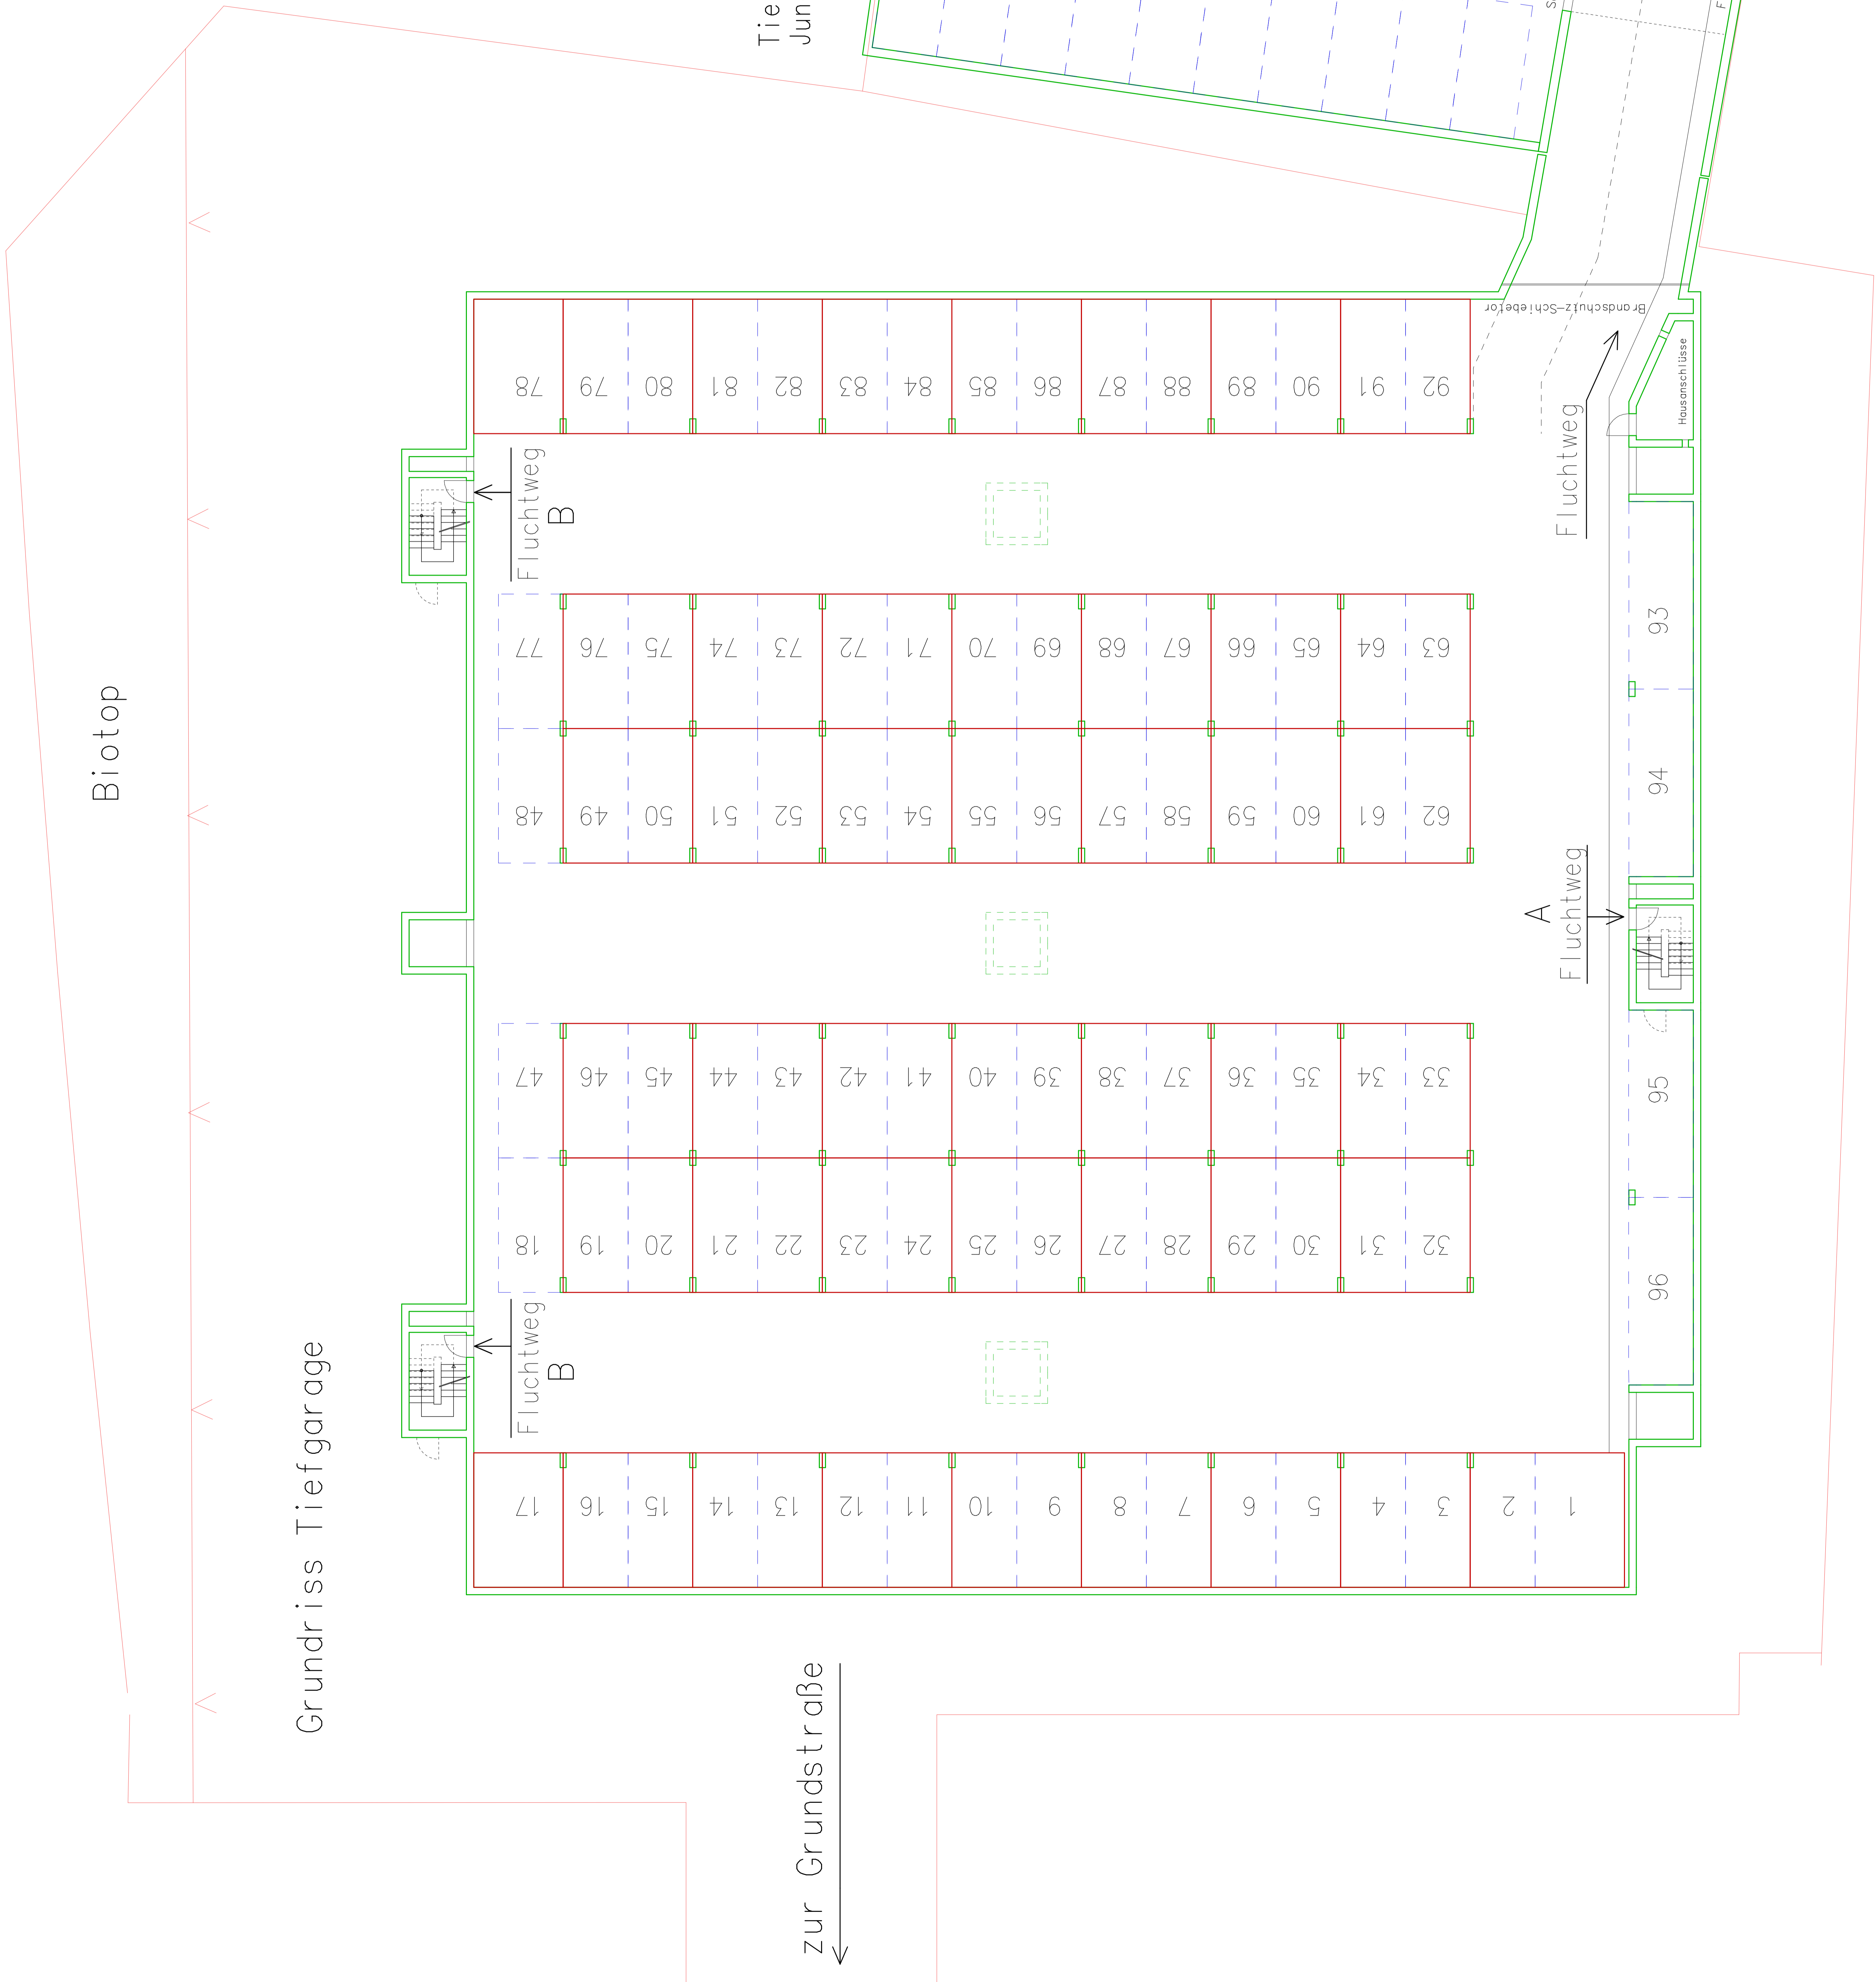 Biotop
Grundriss Tiefgarage
zur Grundstraße
Tie
Jun
Brandschutz-Schiebetor
Hausanschlüsse
Fluchtweg
Fluchtweg
B
Fluchtweg
B
A
Fluchtweg
78 79 80 81 82 83 84 85 86 87 88 89 90 91 92
77 76 75 74 73 72 71 70 69 68 67 66 65 64 63
48 49 50 51 52 53 54 55 56 57 58 59 60 61 62
47 46 45 44 43 42 41 40 39 38 37 36 35 34 33
18 19 20 21 22 23 24 25 26 27 28 29 30 31 32
17 16 15 14 13 12 11 10 9 8 7 6 5 4 3 2 1
93
94
95
96